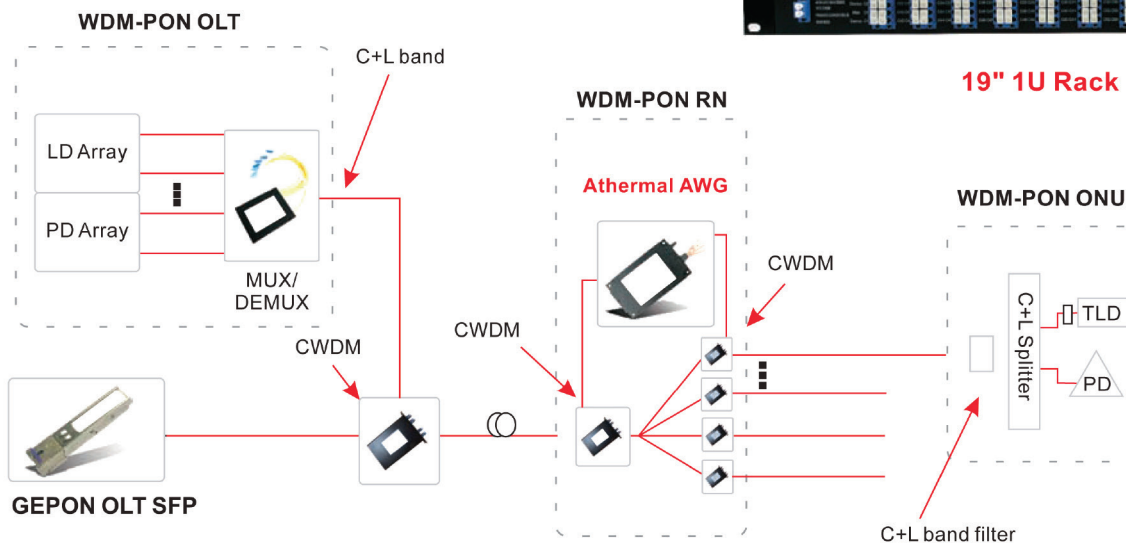 WDM-PON OLT
C+L band
19" 1U Rack
WDM-PON RN
LD Array
Athermal AWG
PD Array
WDM-PON ONU
MUX/
DEMUX
CWDM
C+L Splitter
TLD
CWDM
CWDM
PD
GEPON OLT SFP
C+L band filter